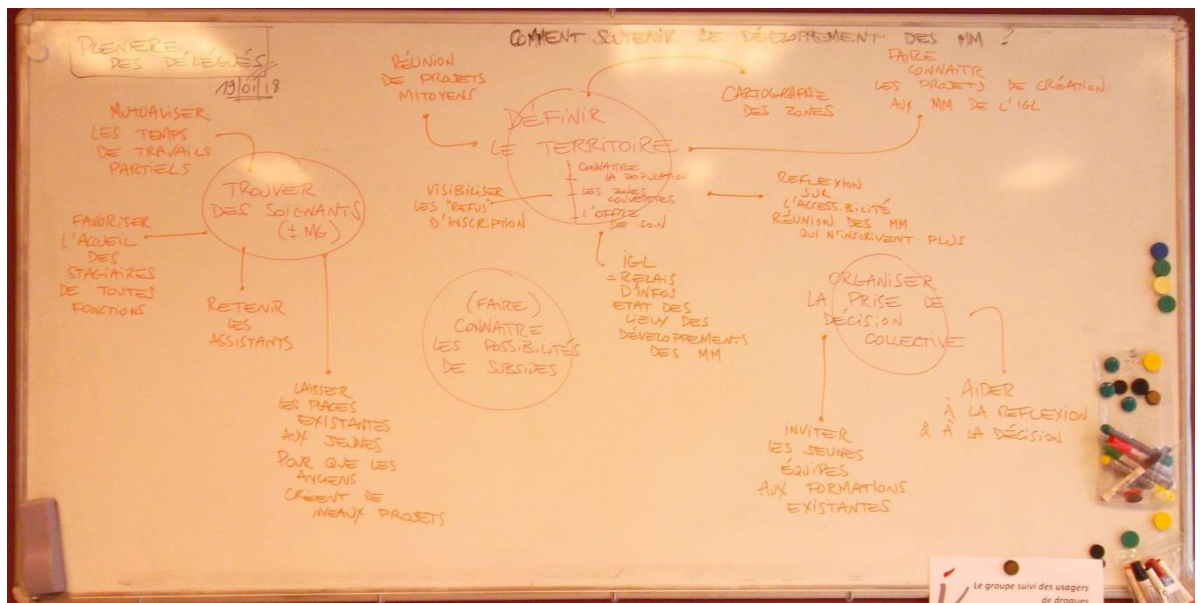 PLENIERE
DES DÉLÉGUÉS
19/01/18
COMMENT SOUTENIR LE DÉVELOPPEMENT DES MM ?
MUTUALISER
LES TEMPS
DE TRAVAILS
PARTIELS
TROUVER
DES SOIGNANTS
(± MG)
FAVORISER
L'ACCUEIL
DES
STAGIAIRES
DE TOUTES
FONCTIONS
RETENIR
LES
ASSISTANTS
LAISSER
LES PLACES
EXISTANTES
AUX JEUNES
POUR QUE LES
ANCIENS
CRÉENT DE
NVEAUX PROJETS
RÉUNION
DE PROJETS
MITOYENS
DÉFINIR
LE TERRITOIRE
CONNAITRE
LA POPULATION
LES ZONES
COUVERTES
L'OFFRE
DE SOIN
CARTOGRAPHIE
DES ZONES
FAIRE
CONNAITR
LES PROJETS DE CRÉATION
AUX MM DE L'IGL
VISIBILISER
LES "REFUS"
D'INSCRIPTION
REFLEXION
SUR
L'ACCESSIBILITÉ
RÉUNION DES MM
QUI N'INSCRIVENT PLUS
IGL
= RELAIS
D'INFOS
ETAT DES
LIEUX DES
DÉVELOPPEMENTS
DES MM
(FAIRE)
CONNAITRE
LES POSSIBILITÉS
DE SUBSIDES
ORGANISER
LA PRISE DE
DÉCISION
COLLECTIVE
INVITER
LES JEUNES
ÉQUIPES
AUX FORMATIONS
EXISTANTES
AIDER
À LA REFLEXION
& À LA DÉCISION
Le groupe suivi des usagers
de drogues